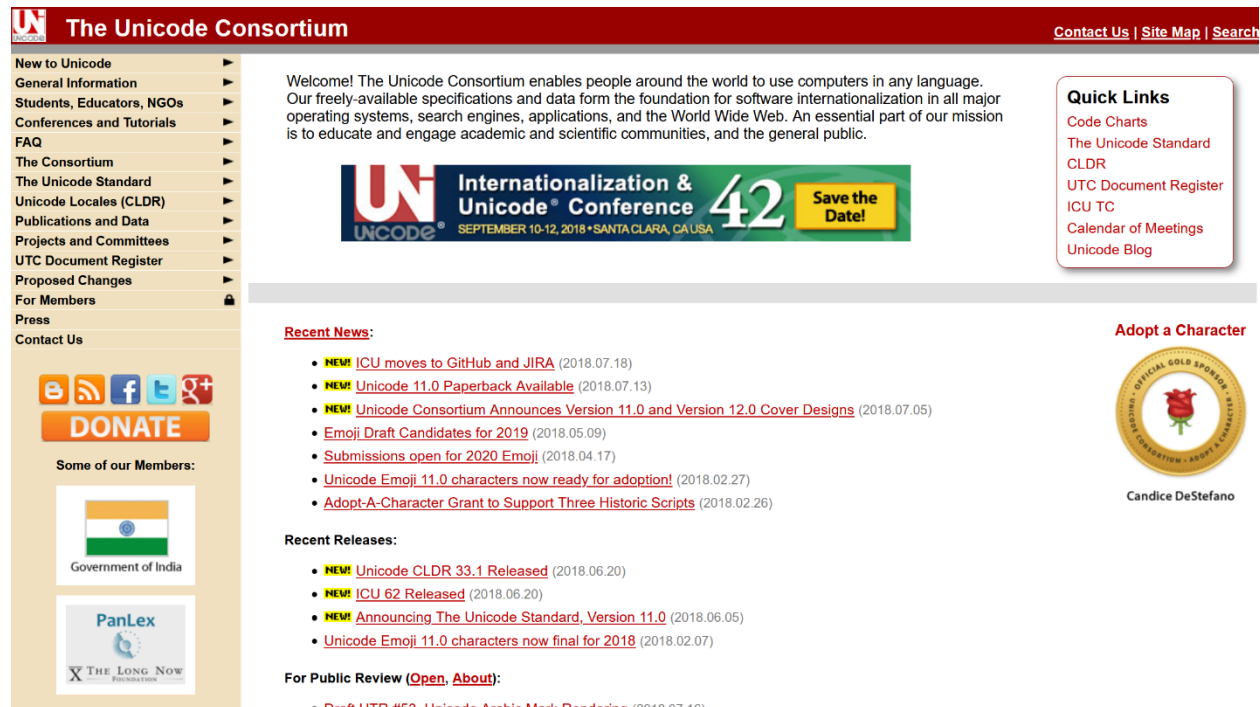 The Unicode Consortium
Contact Us | Site Map | Search
New to Unicode
General Information
Students, Educators, NGOs
Conferences and Tutorials
FAQ
The Consortium
The Unicode Standard
Unicode Locales (CLDR)
Publications and Data
Projects and Committees
UTC Document Register
Proposed Changes
For Members
Press
Contact Us
DONATE
Some of our Members:
Government of India
PanLex
THE LONG NOW
FOUNDATION
Welcome! The Unicode Consortium enables people around the world to use computers in any language.
Our freely-available specifications and data form the foundation for software internationalization in all major
operating systems, search engines, applications, and the World Wide Web. An essential part of our mission
is to educate and engage academic and scientific communities, and the general public.
UNICODE®
Internationalization &
Unicode® Conference
SEPTEMBER 10-12, 2018 • SANTA CLARA, CA USA
42
Save the
Date!
Quick Links
Code Charts
The Unicode Standard
CLDR
UTC Document Register
ICU TC
Calendar of Meetings
Unicode Blog
Recent News:
• NEW! ICU moves to GitHub and JIRA (2018.07.18)
• NEW! Unicode 11.0 Paperback Available (2018.07.13)
• NEW! Unicode Consortium Announces Version 11.0 and Version 12.0 Cover Designs (2018.07.05)
• Emoji Draft Candidates for 2019 (2018.05.09)
• Submissions open for 2020 Emoji (2018.04.17)
• Unicode Emoji 11.0 characters now ready for adoption! (2018.02.27)
• Adopt-A-Character Grant to Support Three Historic Scripts (2018.02.26)
Recent Releases:
• NEW! Unicode CLDR 33.1 Released (2018.06.20)
• NEW! ICU 62 Released (2018.06.20)
• NEW! Announcing The Unicode Standard, Version 11.0 (2018.06.05)
• Unicode Emoji 11.0 characters now final for 2018 (2018.02.07)
For Public Review (Open, About):
Adopt a Character
OFFICIAL GOLD SPONSOR
UNICODE CONSORTIUM • ADOPT A CHARACTER
Candice DeStefano